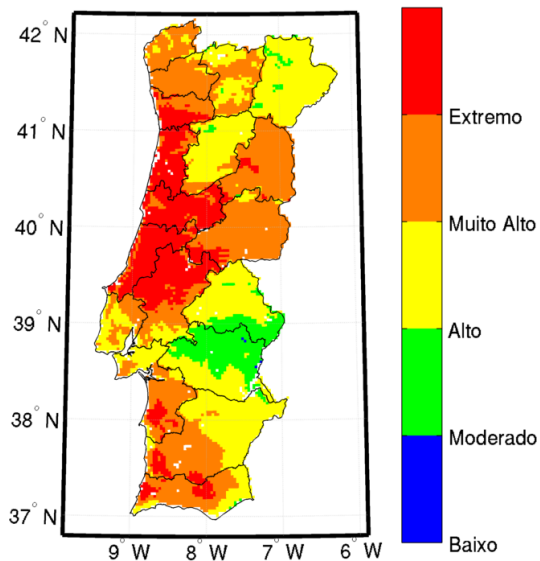 42° N
41° N
40° N
39° N
38° N
37° N
9° W 8° W 7° W 6° W
Extremo
Muito Alto
Alto
Moderado
Baixo